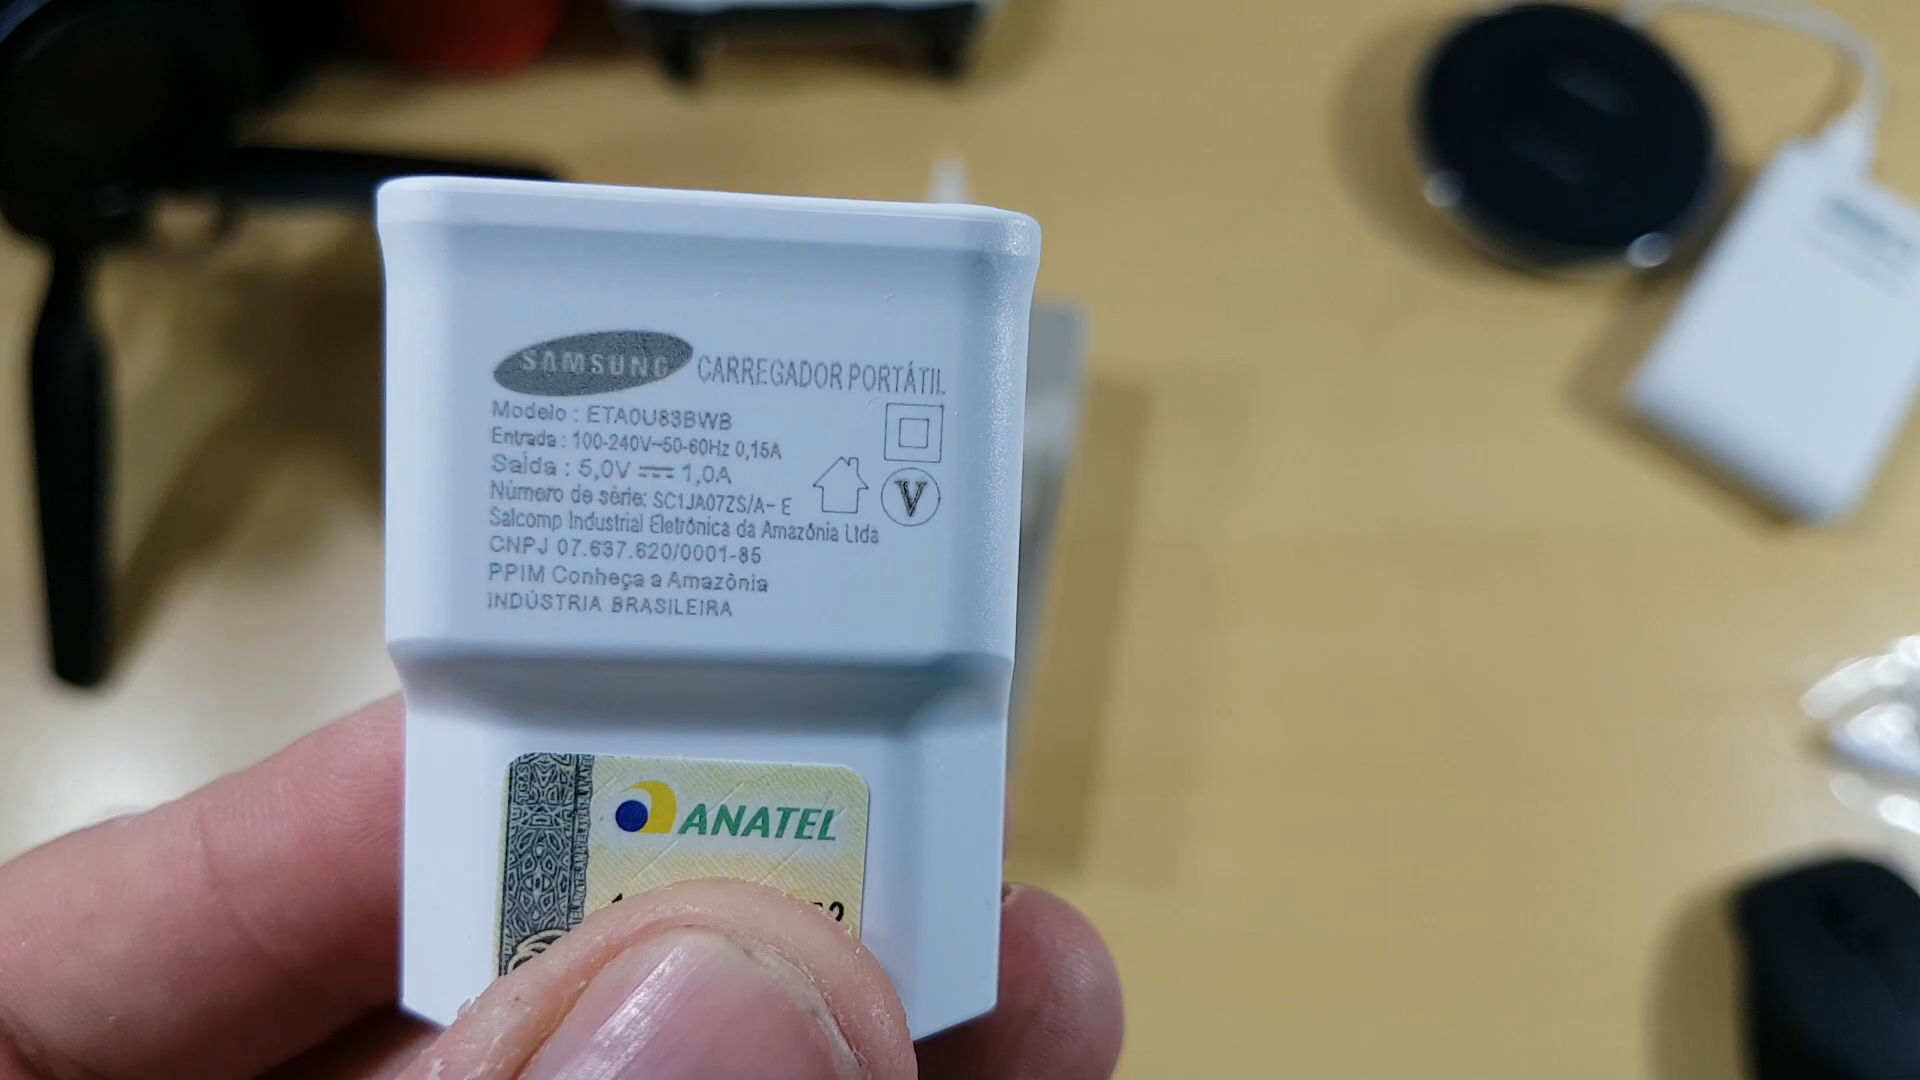 SAMSUNG CARREGADOR PORTÁTIL
Modelo : ETA0U83BWB
Entrada : 100-240V~50-60Hz 0,15A
Saída : 5,0V ⎓ 1,0A
Número de série: SC1JA07ZS/A- E
Salcomp Industrial Eletrônica da Amazônia Ltda
CNPJ 07.637.620/0001-85
PPIM Conheça a Amazônia
INDÚSTRIA BRASILEIRA
V
ANATEL